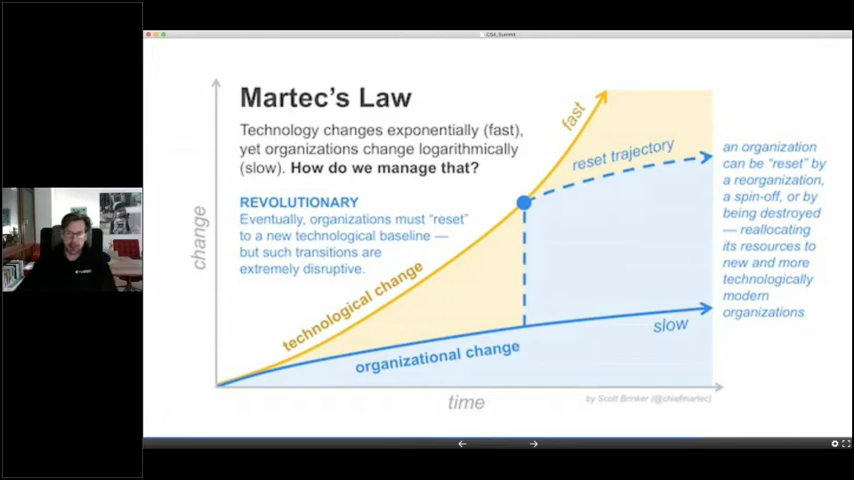 CSA_Summit
Martec's Law
Technology changes exponentially (fast),
yet organizations change logarithmically
(slow). How do we manage that?
REVOLUTIONARY
Eventually, organizations must “reset”
to a new technological baseline —
but such transitions are
extremely disruptive.
change
technological change
fast
reset trajectory
organizational change
slow
time
by Scott Brinker (@chiefmartec)
an organization
can be “reset” by
a reorganization,
a spin-off, or by
being destroyed
— reallocating
its resources to
new and more
technologically
modern
organizations